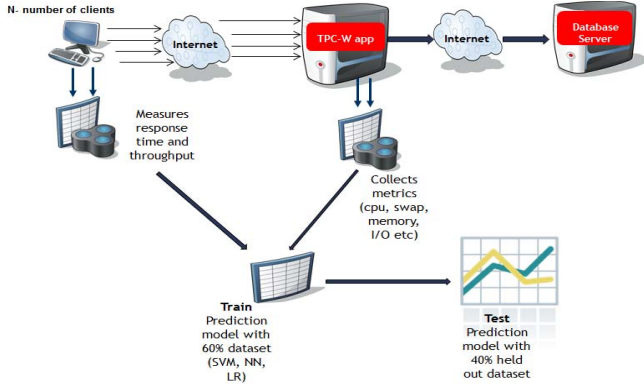 N- number of clients
Internet
TPC-W app
Internet
Database
Server
Measures
response
time and
throughput
Collects
metrics
(cpu, swap,
memory,
I/O etc)
Train
Prediction
model with
60% dataset
(SVM, NN,
LR)
Test
Prediction
model with
40% held
out dataset